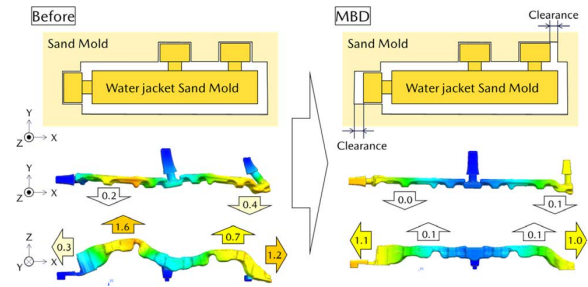 Before
MBD
Clearance
Sand Mold
Sand Mold
Water jacket Sand Mold
Water jacket Sand Mold
Clearance
Y
Z
X
Y
Z
X
Y
Z
X
Y
Z
X
0.2
0.4
0.0
0.1
1.6
0.3
0.7
1.2
1.1
0.1
0.1
1.0
Z
Y
X
Z
Y
X